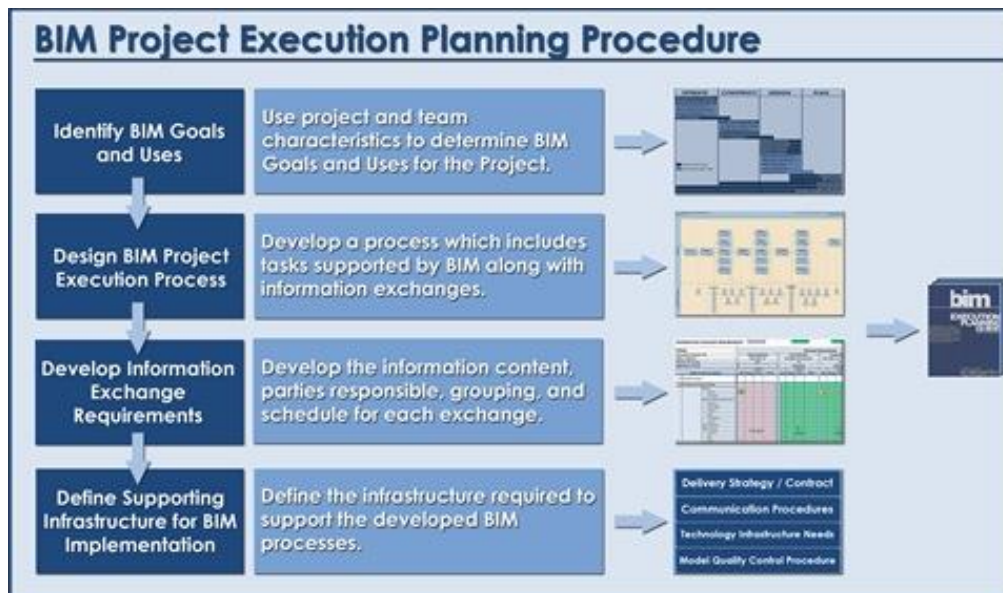 BIM Project Execution Planning Procedure
Identify BIM Goals
and Uses
Use project and team
characteristics to determine BIM
Goals and Uses for the Project.
Design BIM Project
Execution Process
Develop a process which includes
tasks supported by BIM along with
information exchanges.
Develop Information
Exchange
Requirements
Develop the information content,
parties responsible, grouping, and
schedule for each exchange.
Define Supporting
Infrastructure for BIM
Implementation
Define the infrastructure required to
support the developed BIM
processes.
Delivery Strategy / Contract
Communication Procedures
Technology Infrastructure Needs
Model Quality Control Procedure
bim
EXECUTION
PLANNING
GUIDE